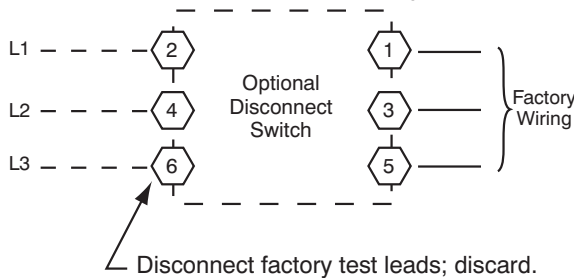 L1
2
1
Optional
Disconnect
Switch
L2
4
3
Factory
Wiring
L3
6
5
Disconnect factory test leads; discard.